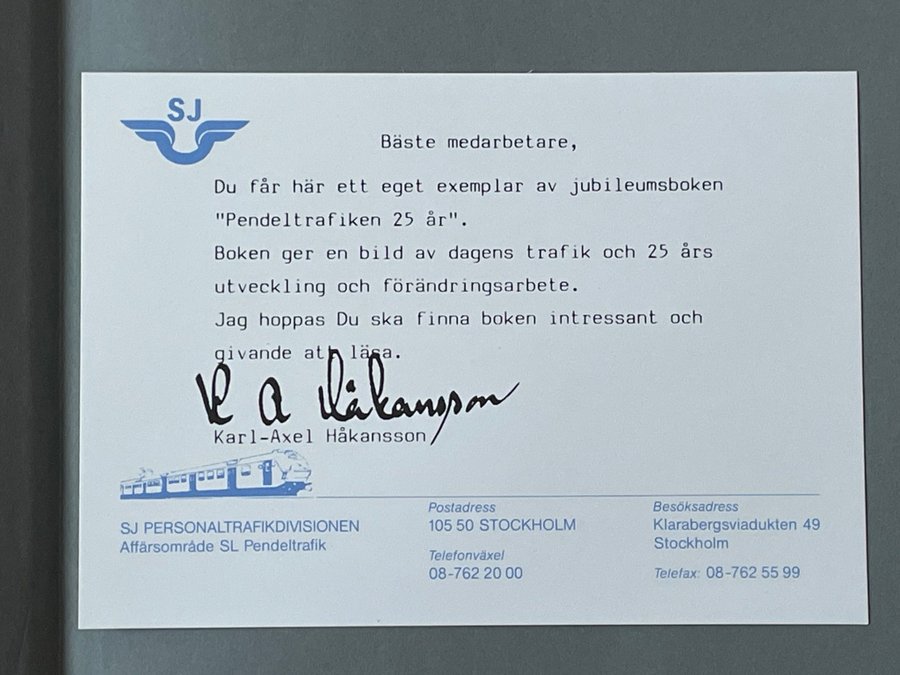 SJ
Bäste medarbetare,
Du får här ett eget exemplar av jubileumsboken
"Pendeltrafiken 25 år".
Boken ger en bild av dagens trafik och 25 års
utveckling och förändringsarbete.
Jag hoppas Du ska finna boken intressant och
givande att läsa.
K A Håkansson
Karl-Axel Håkansson
SJ PERSONALTRAFIKDIVISIONEN
Affärsområde SL Pendeltrafik
Postadress
105 50 STOCKHOLM
Telefonväxel
08-762 20 00
Besöksadress
Klarabergsviadukten 49
Stockholm
Telefax: 08-762 55 99